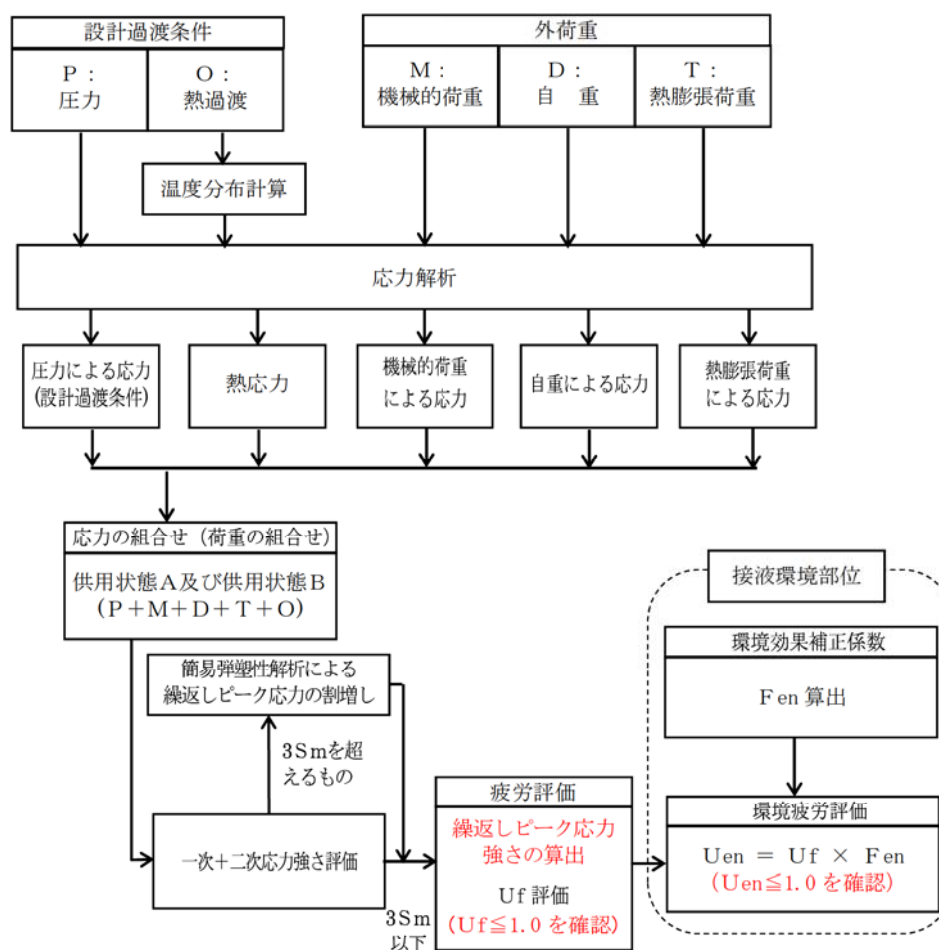 設計過渡条件
P：
圧力
O：
熱過渡
外荷重
M：
機械的荷重
D：
自　重
T：
熱膨張荷重
温度分布計算
応力解析
圧力による応力
(設計過渡条件)
熱応力
機械的荷重
による応力
自重による応力
熱膨張荷重
による応力
応力の組合せ（荷重の組合せ）
供用状態A及び供用状態B
(P＋M＋D＋T＋O)
簡易弾塑性解析による
繰返しピーク応力の割増し
3Smを超
えるもの
一次＋二次応力強さ評価
3Sm
以下
疲労評価
繰返しピーク応力
強さの算出
Uf 評価
(Uf≦1.0 を確認)
接液環境部位
環境効果補正係数
Fen 算出
環境疲労評価
Uen ＝ Uf × Fen
(Uen≦1.0 を確認)